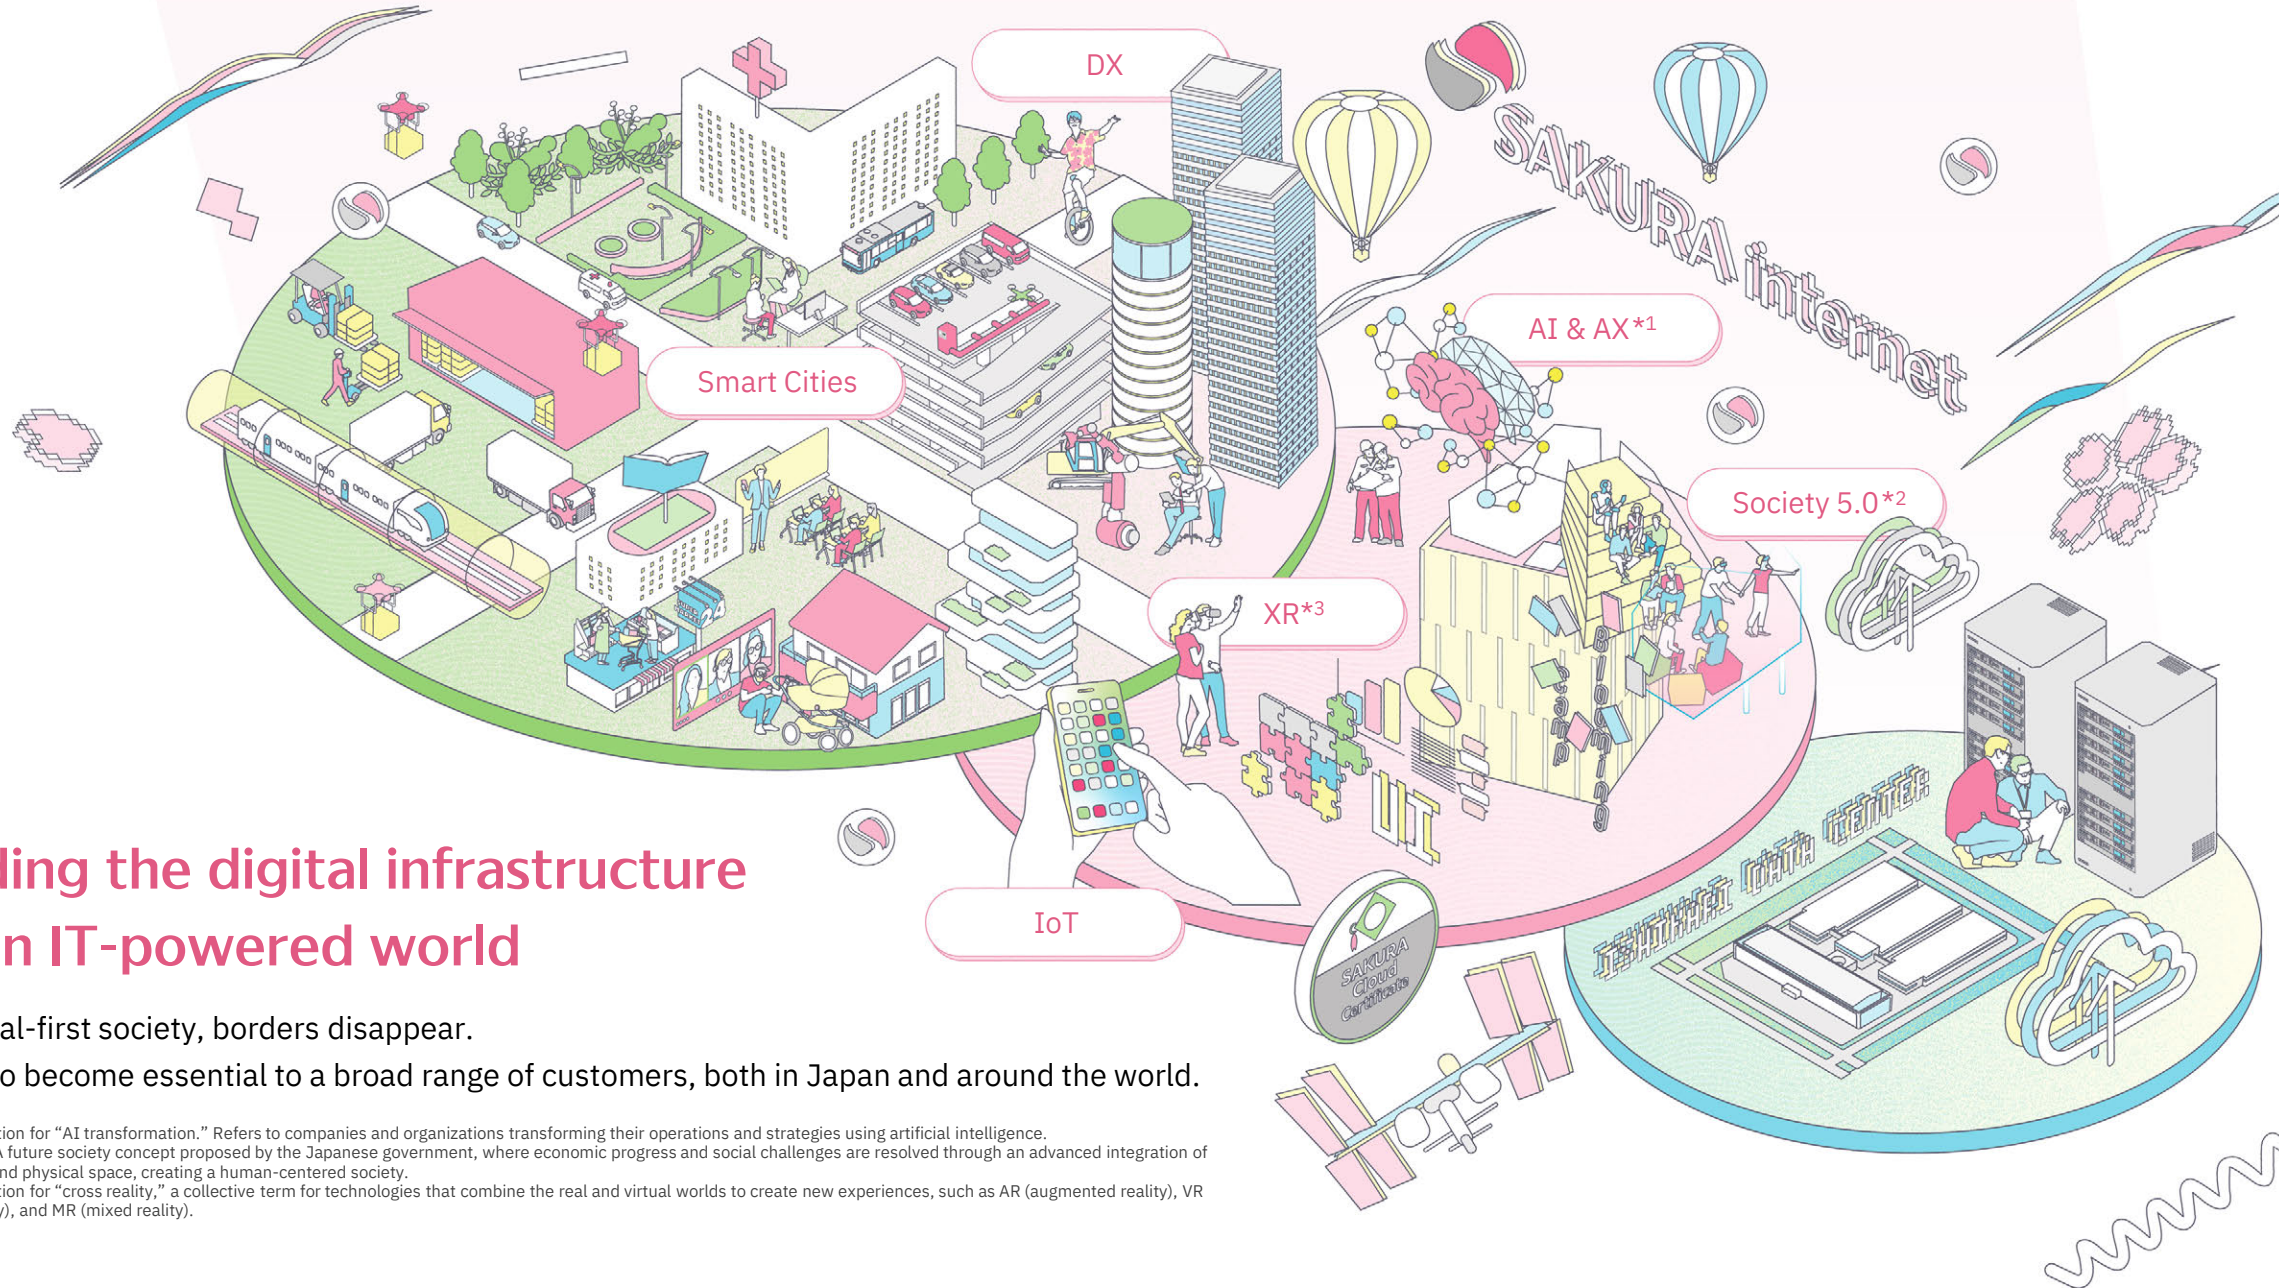 DX
SAKURA internet
AI & AX*1
Smart Cities
Society 5.0*2
XR*3
Blooming
Camp
IoT
SAKURA
Cloud
Certificate
ISHIKARI DATA CENTER
ding the digital infrastructure
n IT-powered world
al-first society, borders disappear.
o become essential to a broad range of customers, both in Japan and around the world.
tion for “AI transformation.” Refers to companies and organizations transforming their operations and strategies using artificial intelligence.
A future society concept proposed by the Japanese government, where economic progress and social challenges are resolved through an advanced integration of
nd physical space, creating a human-centered society.
tion for “cross reality,” a collective term for technologies that combine the real and virtual worlds to create new experiences, such as AR (augmented reality), VR
y), and MR (mixed reality).